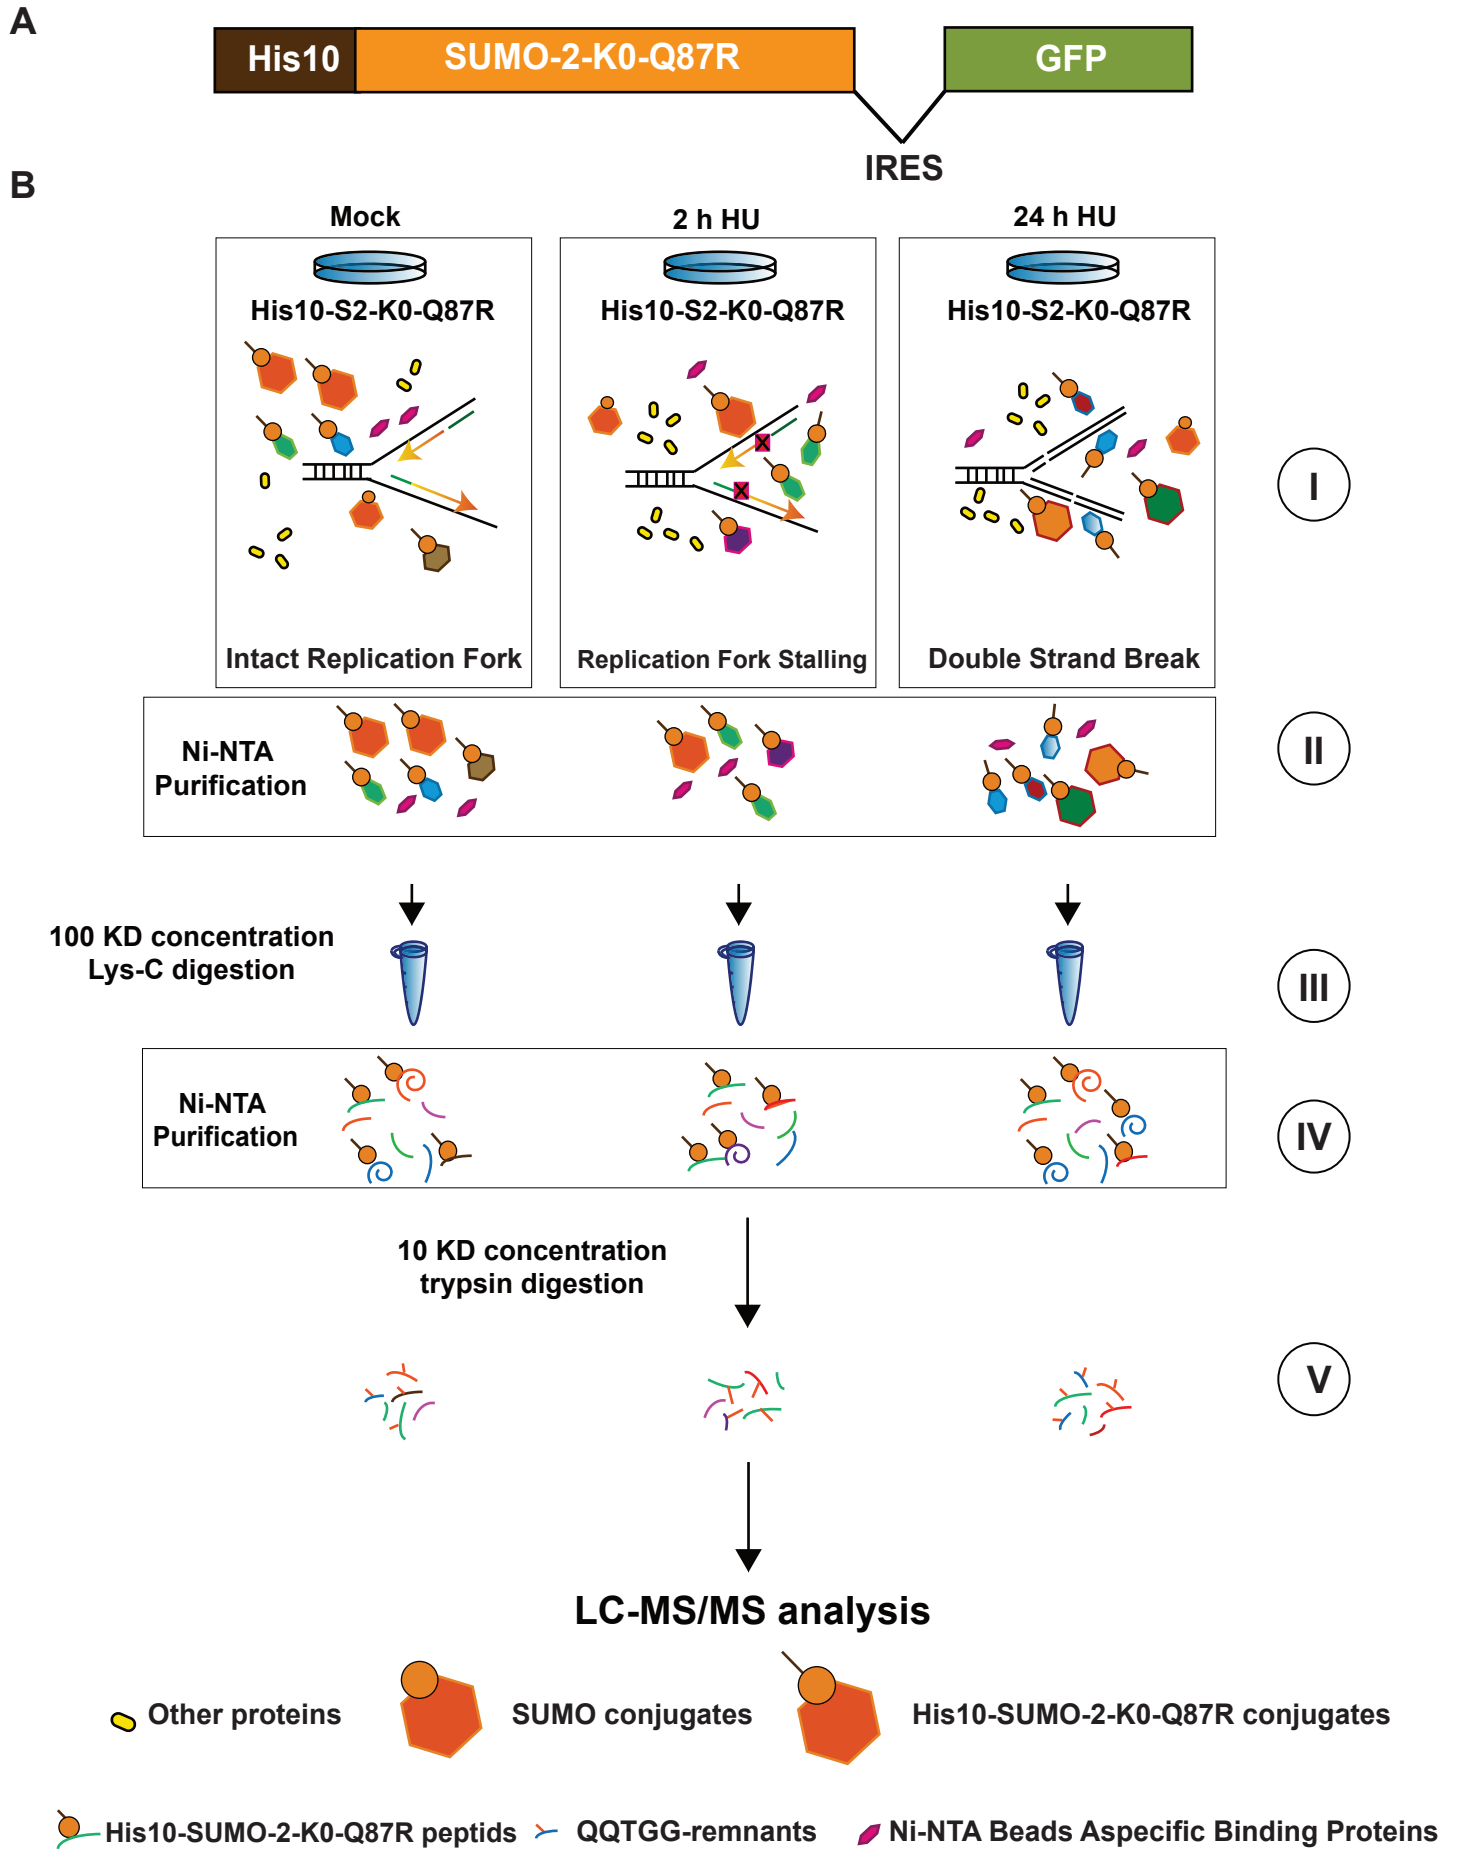 A
His10
SUMO-2-K0-Q87R
GFP
IRES
B
Mock
2 h HU
24 h HU
His10-S2-K0-Q87R
His10-S2-K0-Q87R
His10-S2-K0-Q87R
X
X
I
Intact Replication Fork
Replication Fork Stalling
Double Strand Break
Ni-NTA
Purification
II
100 KD concentration
Lys-C digestion
III
Ni-NTA
Purification
IV
10 KD concentration
trypsin digestion
V
LC-MS/MS analysis
Other proteins
SUMO conjugates
His10-SUMO-2-K0-Q87R conjugates
His10-SUMO-2-K0-Q87R peptids
QQTGG-remnants
Ni-NTA Beads Aspecific Binding Proteins